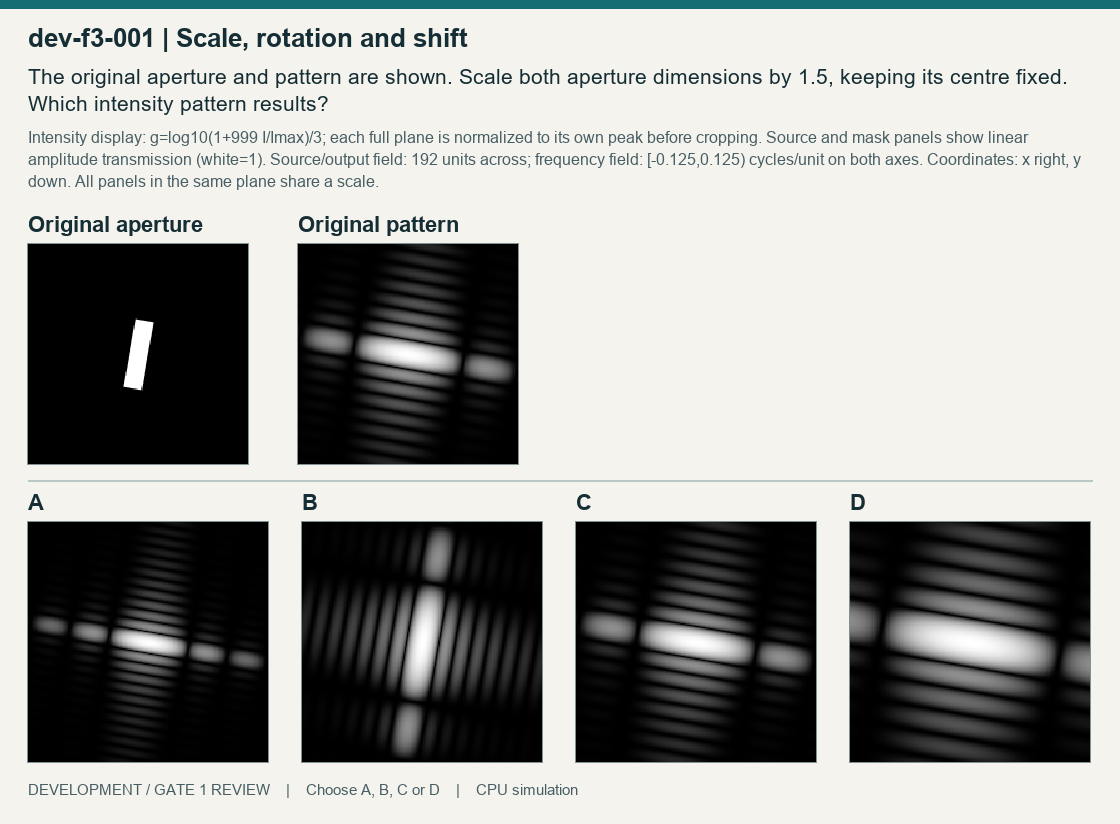 dev-f3-001 | Scale, rotation and shift
The original aperture and pattern are shown. Scale both aperture dimensions by 1.5, keeping its centre fixed.
Which intensity pattern results?
Intensity display: g=log10(1+999 I/Imax)/3; each full plane is normalized to its own peak before cropping. Source and mask panels show linear
amplitude transmission (white=1). Source/output field: 192 units across; frequency field: [-0.125,0.125) cycles/unit on both axes. Coordinates: x right, y
down. All panels in the same plane share a scale.
Original aperture
Original pattern
A
B
C
D
DEVELOPMENT / GATE 1 REVIEW | Choose A, B, C or D | CPU simulation